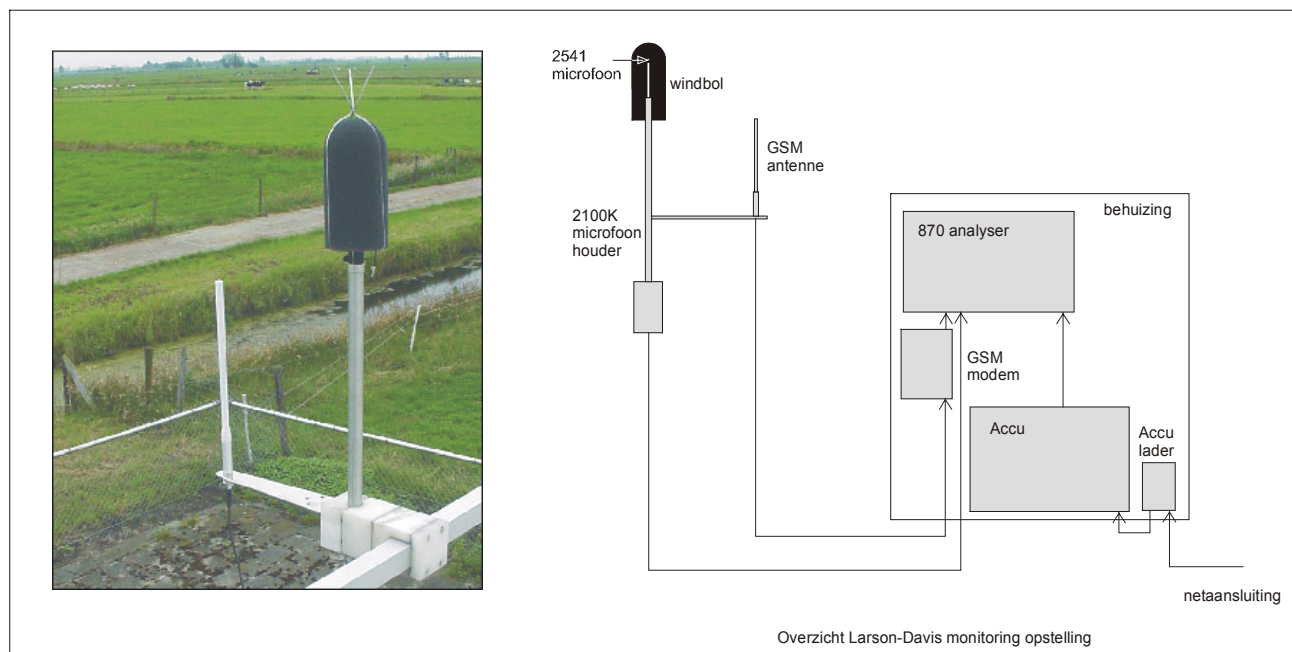 2541
microfoon
windbol
GSM
antenne
2100K
microfoon
houder
behuizing
870 analyser
GSM
modem
Accu
Accu
lader
netaansluiting
Overzicht Larson-Davis monitoring opstelling